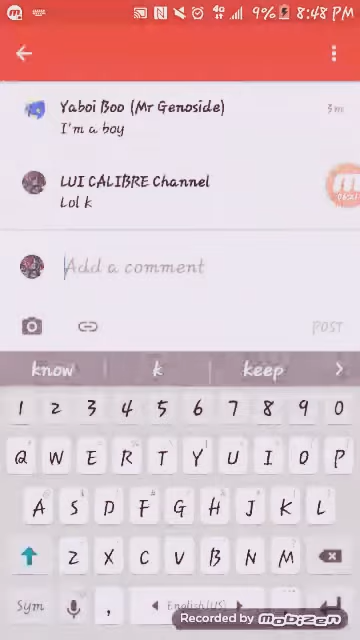 4G 9% 8:48 PM
Yaboi Boo (Mr Genoside)
I'm a boy
LUI CALIBRE Channel
Lol k
Add a comment
POST
know k keep >
1 2 3 4 5 6 7 8 9 0
Q W E R T Y U I O P
A S D F G H J K L
Z X C V B N M
Sym , English(US) .
Recorded by mobizen